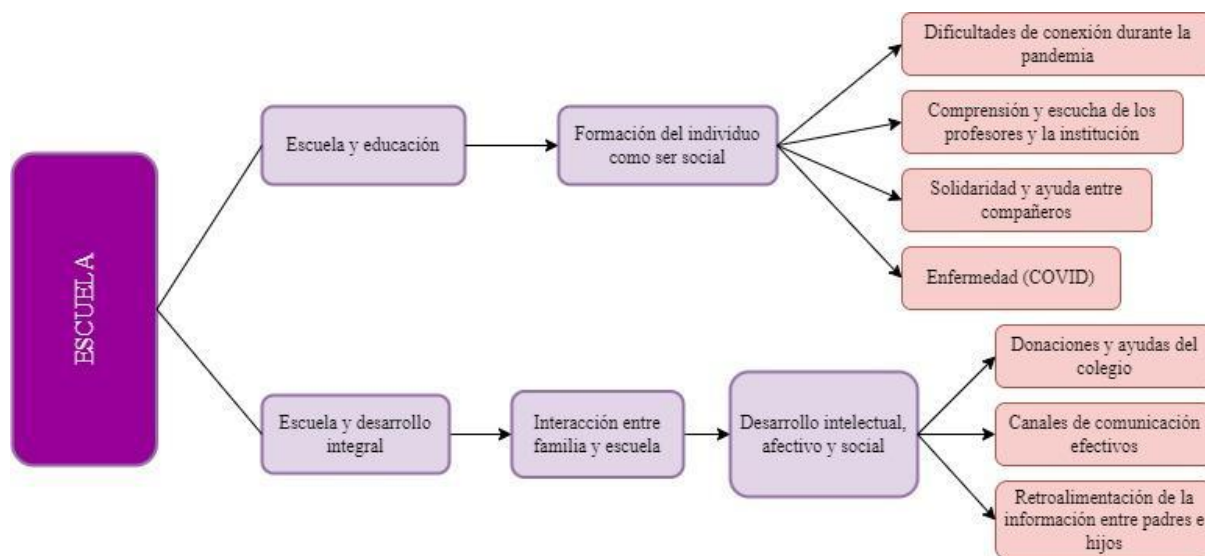 ESCUELA
Escuela y educación
Formación del individuo
como ser social
Dificultades de conexión durante la
pandemia
Comprensión y escucha de los
profesores y la institución
Solidaridad y ayuda entre
compañeros
Enfermedad (COVID)
Escuela y desarrollo
integral
Interacción entre
familia y escuela
Desarrollo intelectual,
afectivo y social
Donaciones y ayudas del
colegio
Canales de comunicación
efectivos
Retroalimentación de la
información entre padres e
hijos